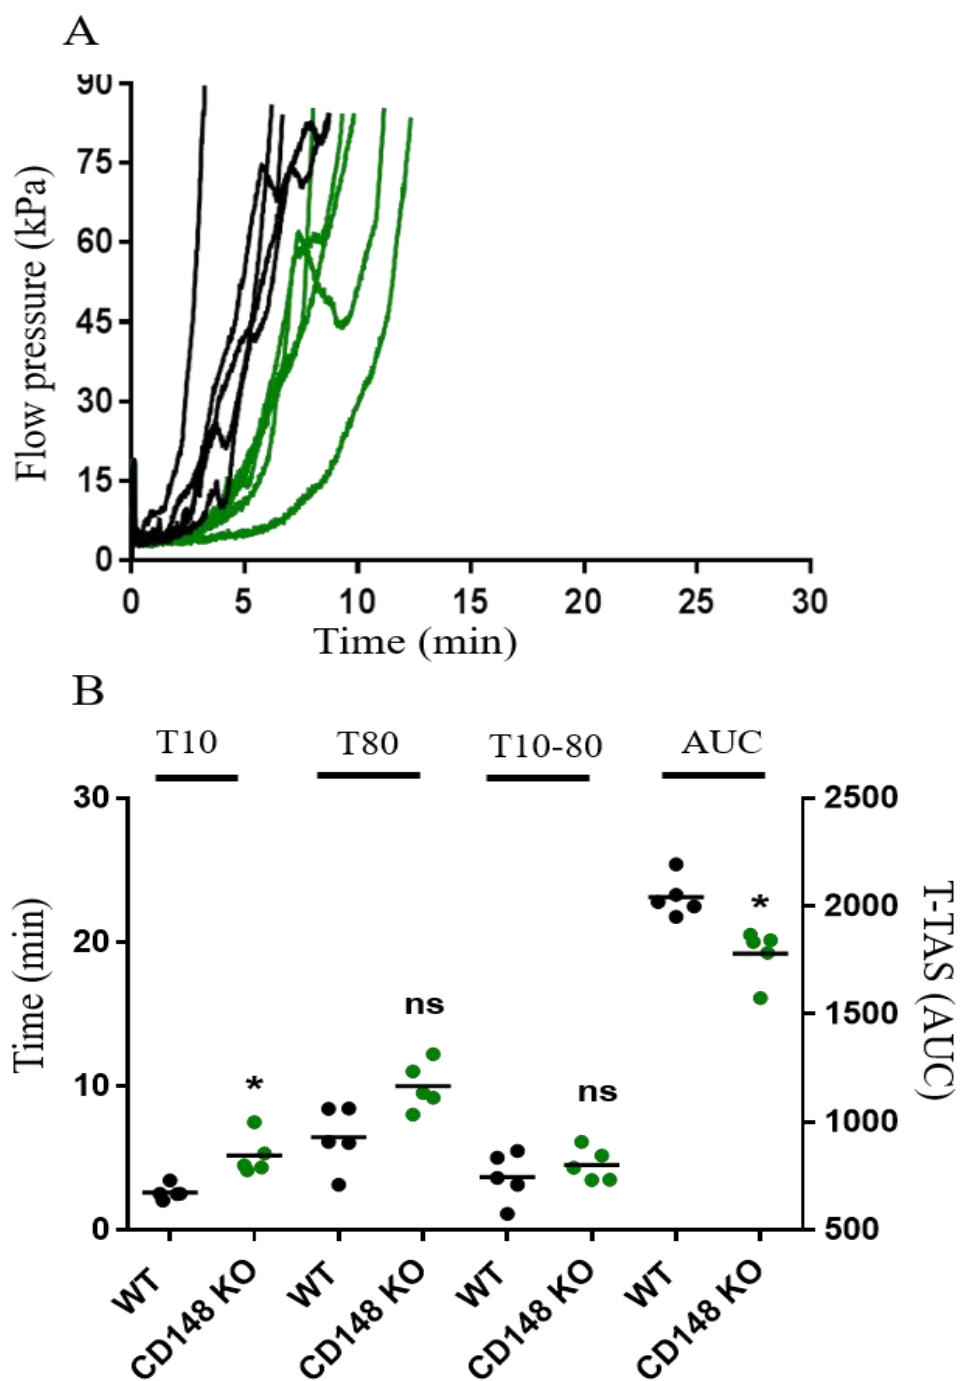 A
Flow pressure (kPa)
90
75
60
45
30
15
0
0 5 10 15 20 25 30
Time (min)
B
T10 T80 T10-80 AUC
Time (min)
30
20
10
0
* ns ns *
2500
2000
1500
1000
500
T-TAS (AUC)
WT CD148 KO WT CD148 KO WT CD148 KO WT CD148 KO